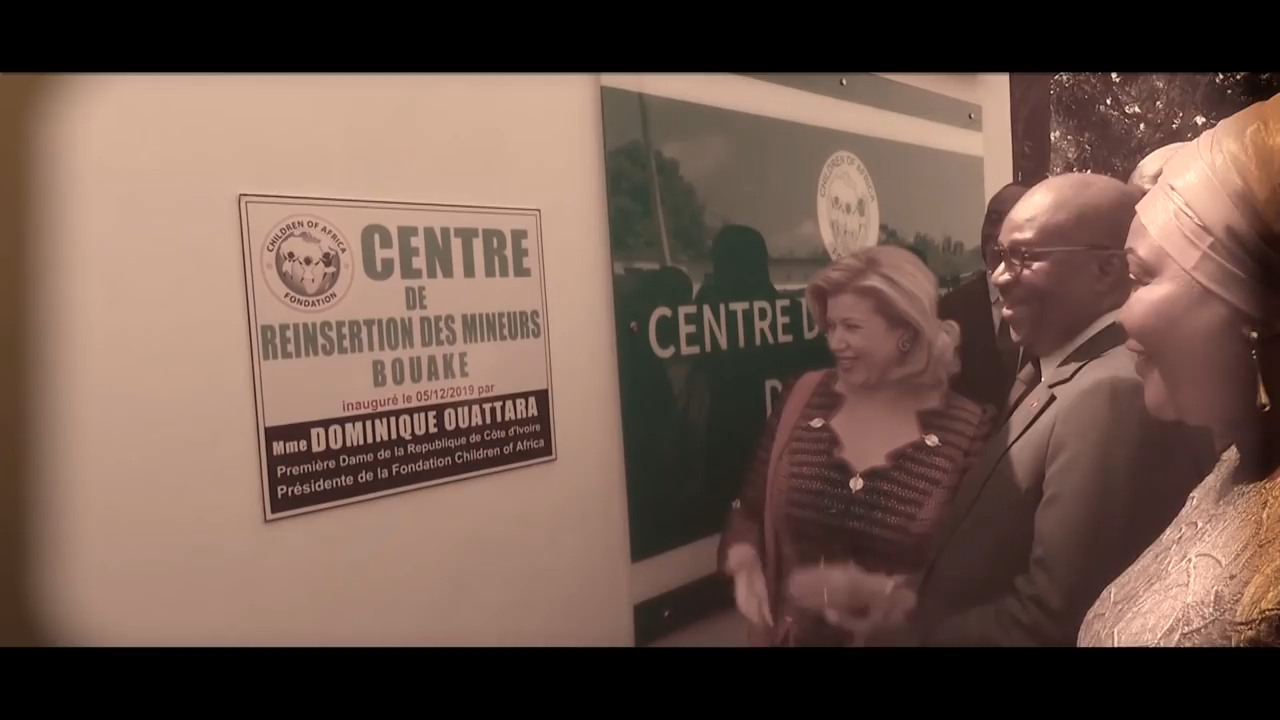 CHILDREN OF AFRICA
FONDATION
CENTRE
DE
REINSERTION DES MINEURS
BOUAKE
inauguré le 05/12/2019 par
Mme DOMINIQUE OUATTARA
Première Dame de la Republique de Côte d'Ivoire
Présidente de la Fondation Children of Africa
CHILDREN OF AFRICA
CENTRE D